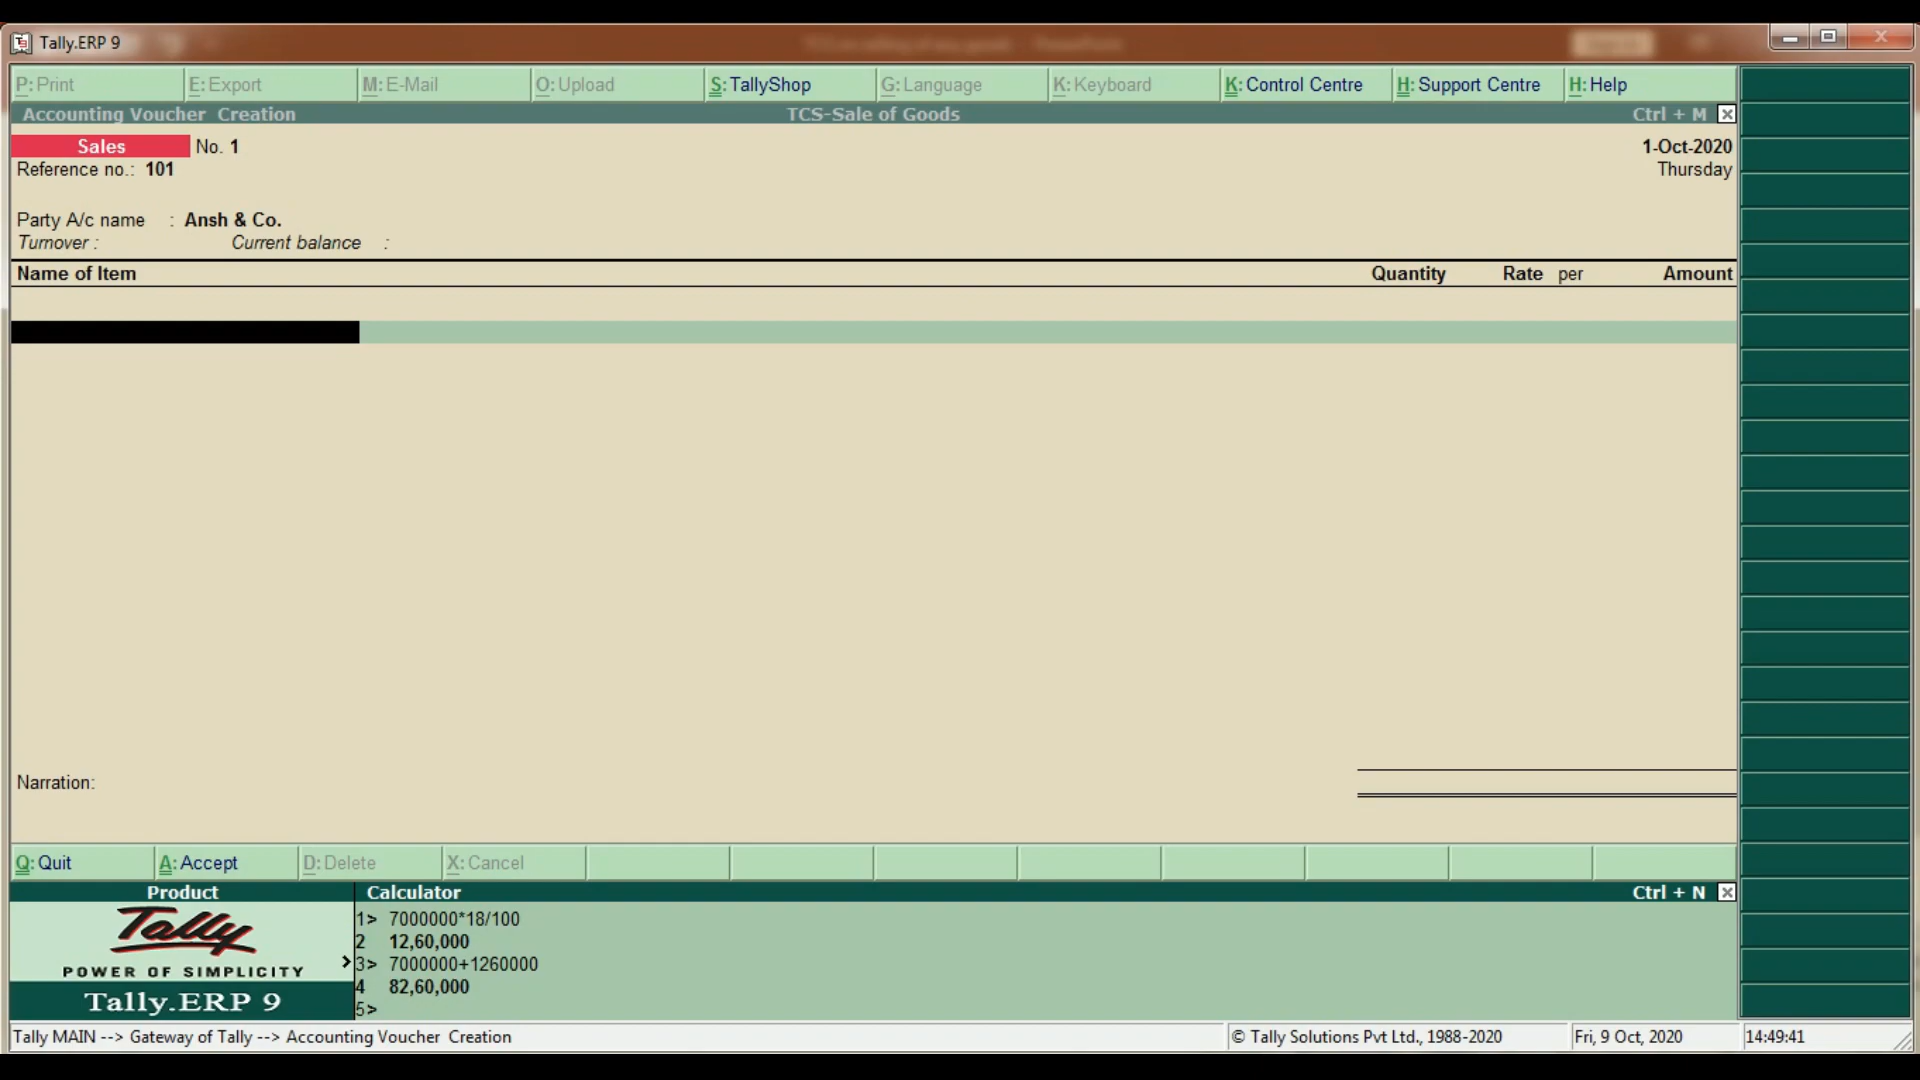 Tally.ERP 9
P: Print E: Export M: E-Mail O: Upload S: TallyShop G: Language K: Keyboard K: Control Centre H: Support Centre H: Help
Accounting Voucher Creation TCS-Sale of Goods Ctrl + M
Sales No. 1 1-Oct-2020
Reference no.: 101 Thursday
Party A/c name : Ansh & Co.
Turnover : Current balance :
Name of Item Quantity Rate per Amount
Narration:
Q: Quit A: Accept D: Delete X: Cancel
Product Calculator Ctrl + N
Tally
POWER OF SIMPLICITY
Tally.ERP 9
1> 7000000*18/100
2 12,60,000
3> 7000000+1260000
4 82,60,000
5>
Tally MAIN --> Gateway of Tally --> Accounting Voucher Creation © Tally Solutions Pvt Ltd., 1988-2020 Fri, 9 Oct, 2020 14:49:41